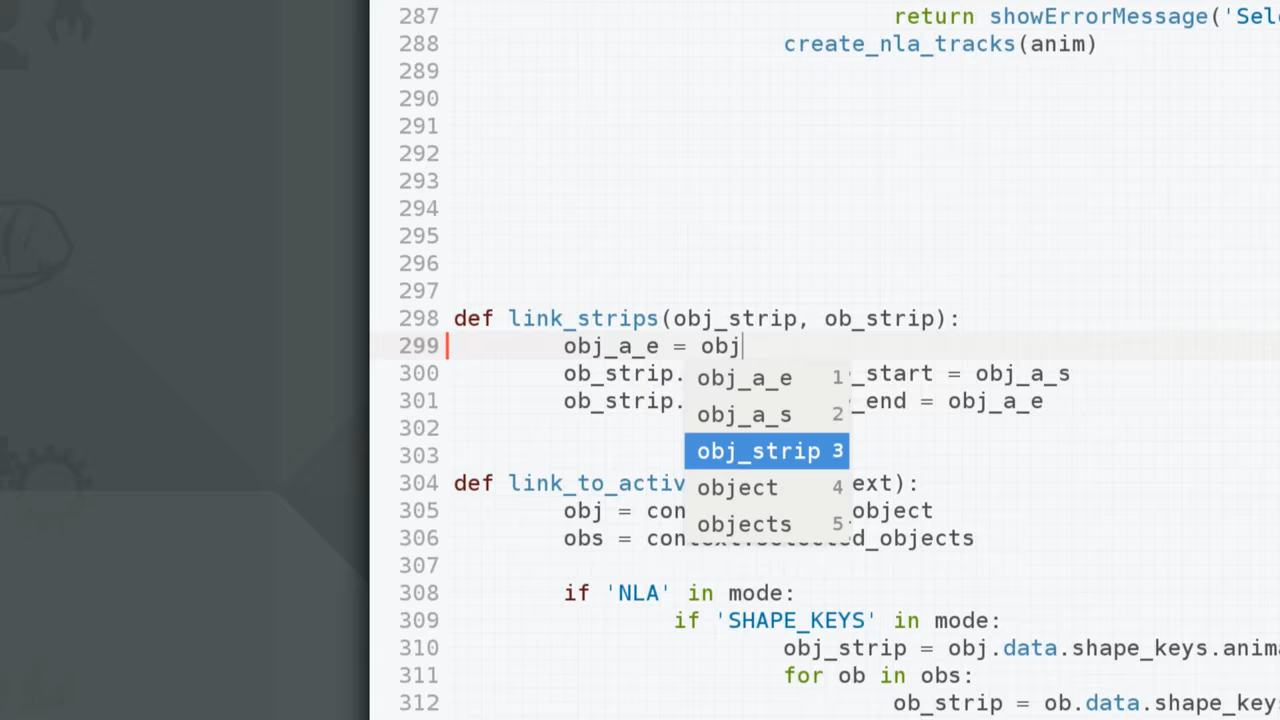 287 return showErrorMessage('Sel
288 create_nla_tracks(anim)
289
290
291
292
293
294
295
296
297
298 def link_strips(obj_strip, ob_strip):
299 obj_a_e = obj
300 ob_strip. _start = obj_a_s
301 ob_strip. _end = obj_a_e
302
303
304 def link_to_activ ext):
305 obj = con object
306 obs = context.selected_objects
307
308 if 'NLA' in mode:
309 if 'SHAPE_KEYS' in mode:
310 obj_strip = obj.data.shape_keys.anima
311 for ob in obs:
312 ob_strip = ob.data.shape_key
obj_a_e 1
obj_a_s 2
obj_strip 3
object 4
objects 5